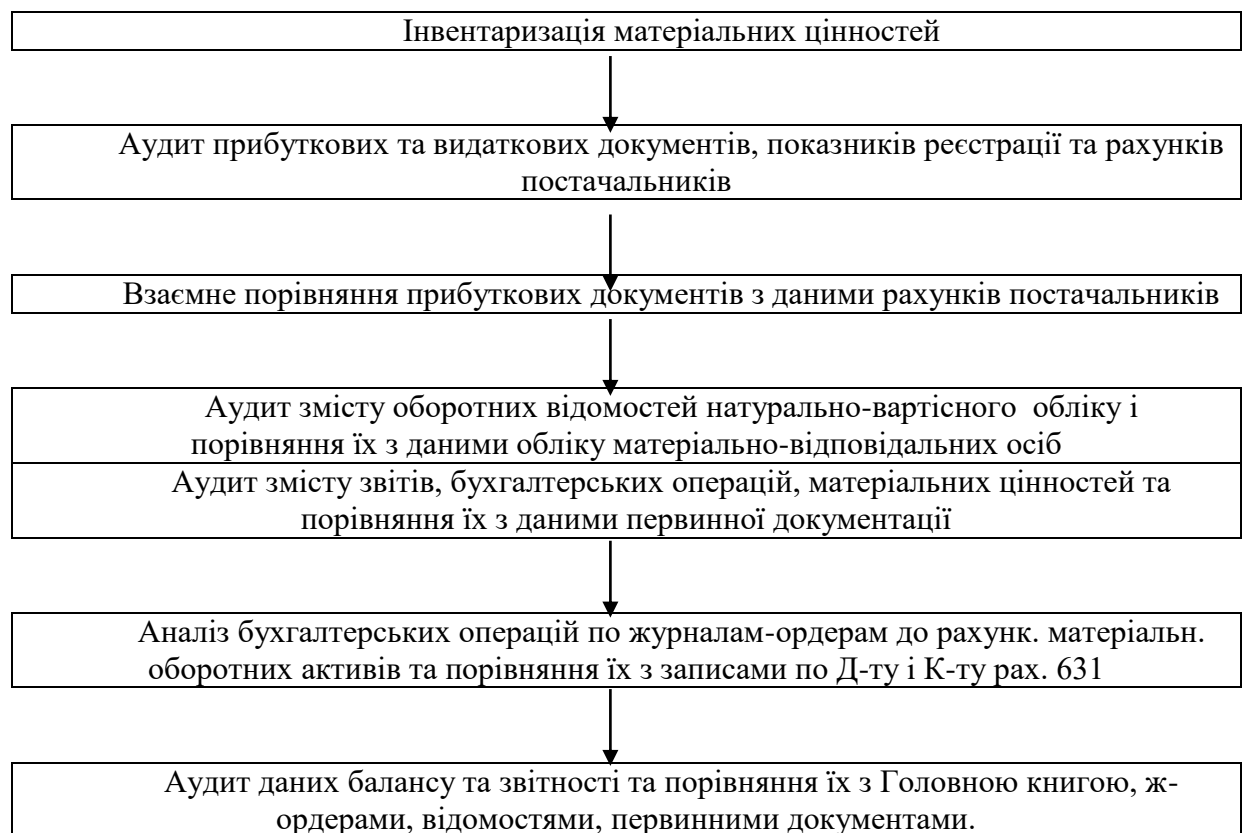 Інвентаризація матеріальних цінностей
Аудит прибуткових та видаткових документів, показників реєстрації та рахунків
постачальників
Взаємне порівняння прибуткових документів з даними рахунків постачальників
Аудит змісту оборотних відомостей натурально-вартісного обліку і
порівняння їх з даними обліку матеріально-відповідальних осіб
Аудит змісту звітів, бухгалтерських операцій, матеріальних цінностей та
порівняння їх з даними первинної документації
Аналіз бухгалтерських операцій по журналам-ордерам до рахунк. матеріальн.
оборотних активів та порівняння їх з записами по Д-ту і К-ту рах. 631
Аудит даних балансу та звітності та порівняння їх з Головною книгою, ж-
ордерами, відомостями, первинними документами.